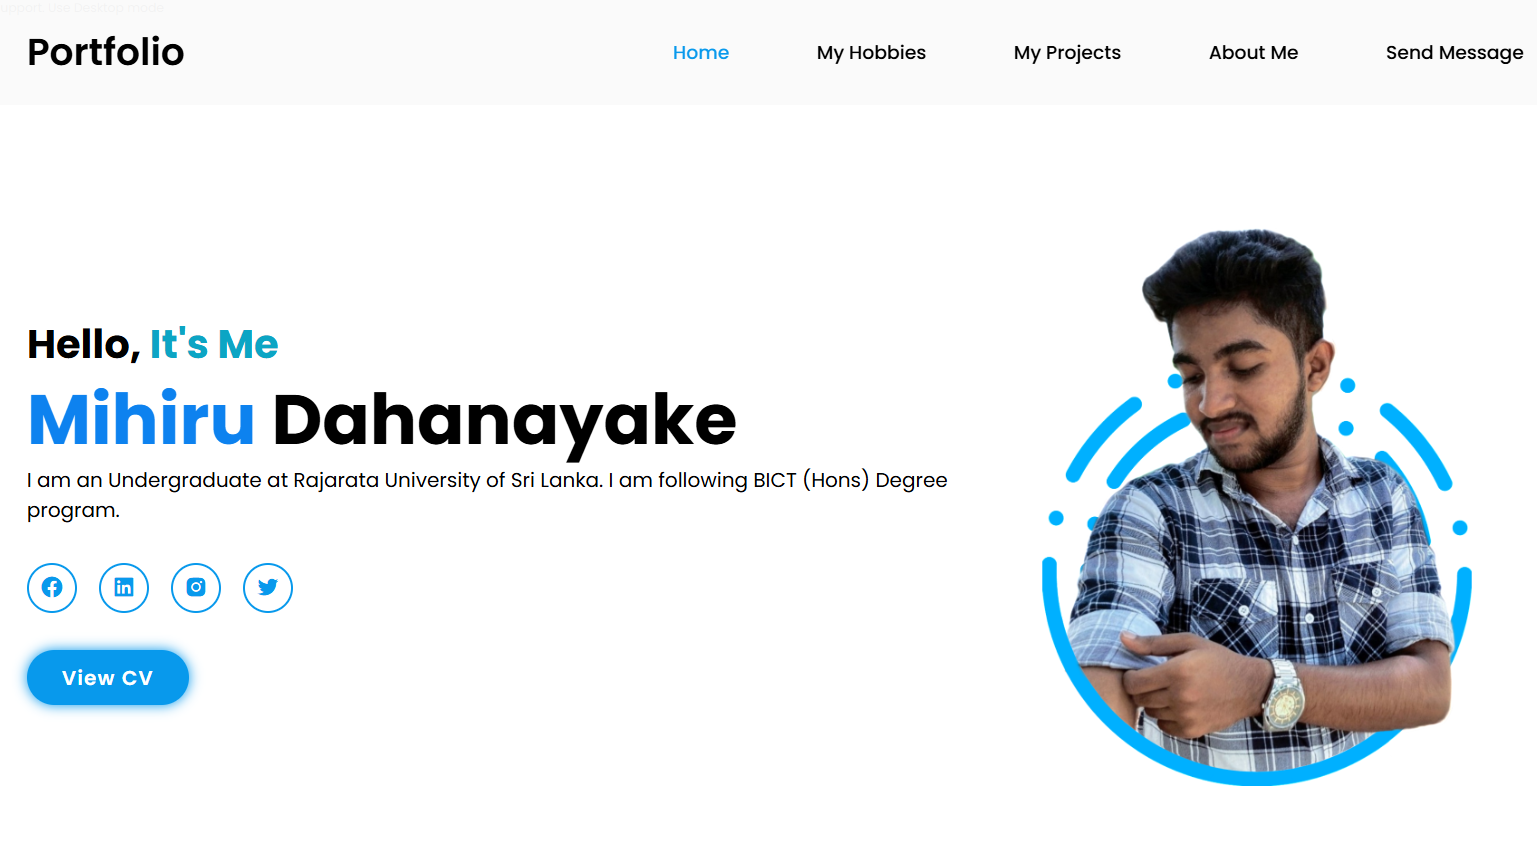 upport, Use Desktop mode
Portfolio
Home
My Hobbies
My Projects
About Me
Send Message
Hello, It's Me
Mihiru Dahanayake
I am an Undergraduate at Rajarata University of Sri Lanka. I am following BICT (Hons) Degree
program.
View CV